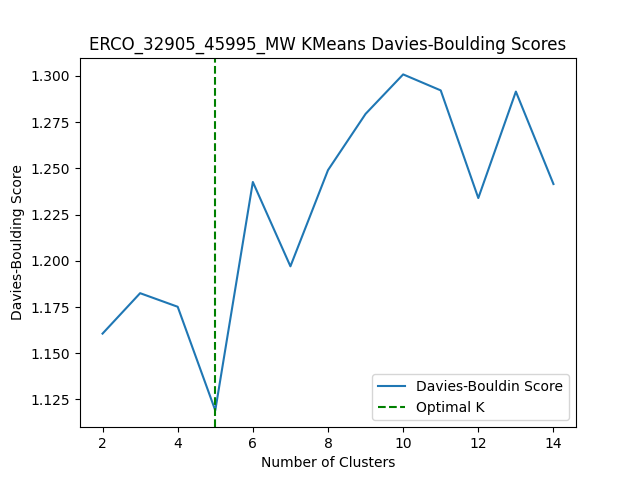 ERCO_32905_45995_MW KMeans Davies-Boulding Scores
Davies-Boulding Score
1.300
1.275
1.250
1.225
1.200
1.175
1.150
1.125
Davies-Bouldin Score
Optimal K
2 4 6 8 10 12 14
Number of Clusters